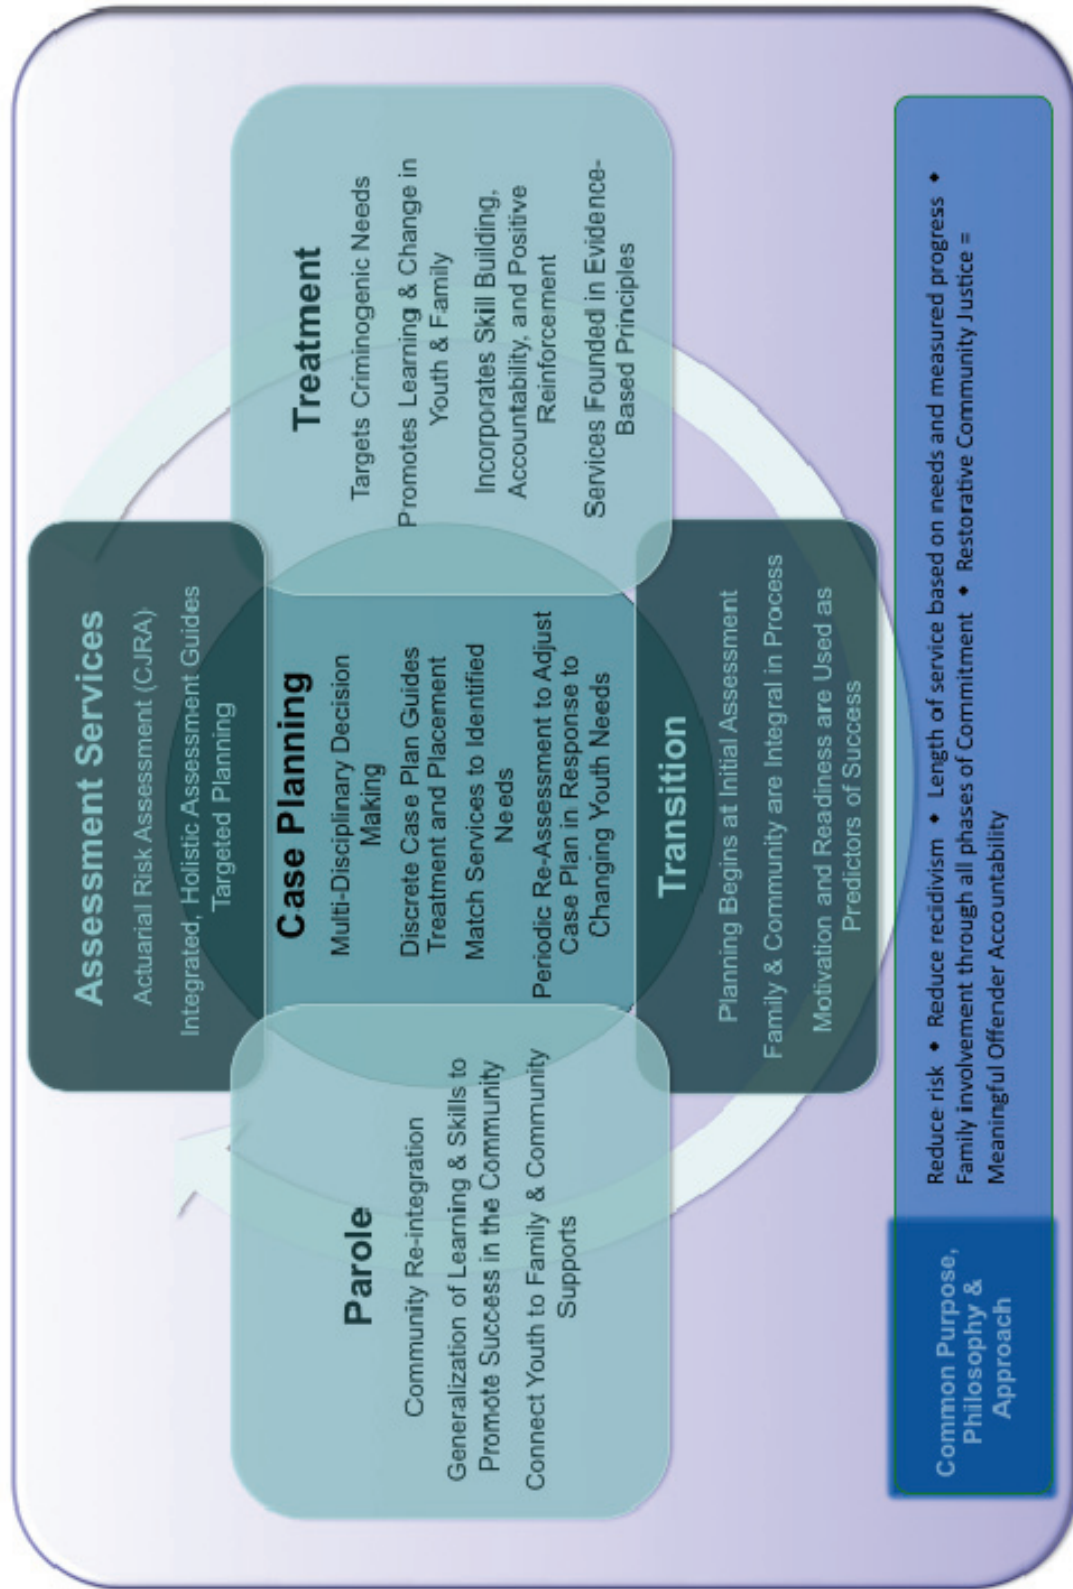 Assessment Services
Actuarial Risk Assessment (CJRA)
Integrated, Holistic Assessment Guides
Targeted Planning
Parole
Community Re-integration
Generalization of Learning & Skills to
Promote Success in the Community
Connect Youth to Family & Community
Supports
Case Planning
Multi-Disciplinary Decision
Making
Discrete Case Plan Guides
Treatment and Placement
Match Services to Identified
Needs
Periodic Re-Assessment to Adjust
Case Plan in Response to
Changing Youth Needs
Treatment
Targets Criminogenic Needs
Promotes Learning & Change in
Youth & Family
Incorporates Skill Building,
Accountability, and Positive
Reinforcement
Services Founded in Evidence-
Based Principles
Transition
Planning Begins at Initial Assessment
Family & Community are Integral in Process
Motivation and Readiness are Used as
Predictors of Success
Common Purpose,
Philosophy &
Approach
Reduce risk ◆ Reduce recidivism ◆ Length of service based on needs and measured progress ◆
Family involvement through all phases of Commitment ◆ Restorative Community Justice =
Meaningful Offender Accountability